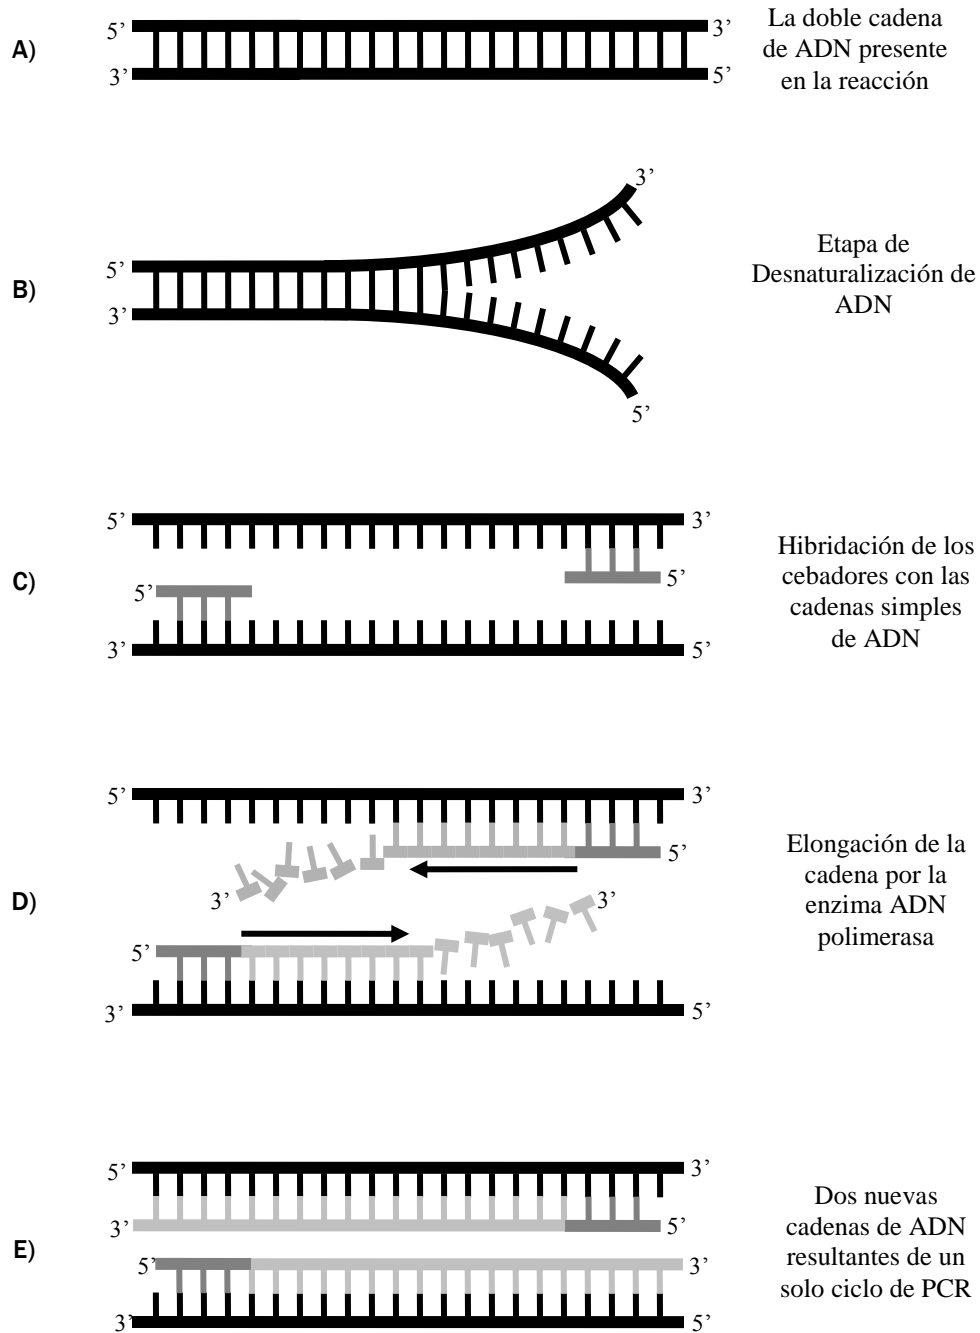 A)
5’
3’
3’
5’
La doble cadena
de ADN presente
en la reacción
B)
5’
3’
3’
5’
Etapa de
Desnaturalización de
ADN
C)
5’
3’
5’
5’
3’
5’
Hibridación de los
cebadores con las
cadenas simples
de ADN
D)
5’
3’
5’
3’
3’
5’
3’
5’
Elongación de la
cadena por la
enzima ADN
polimerasa
E)
5’
3’
3’
5’
5’
3’
3’
5’
Dos nuevas
cadenas de ADN
resultantes de un
solo ciclo de PCR